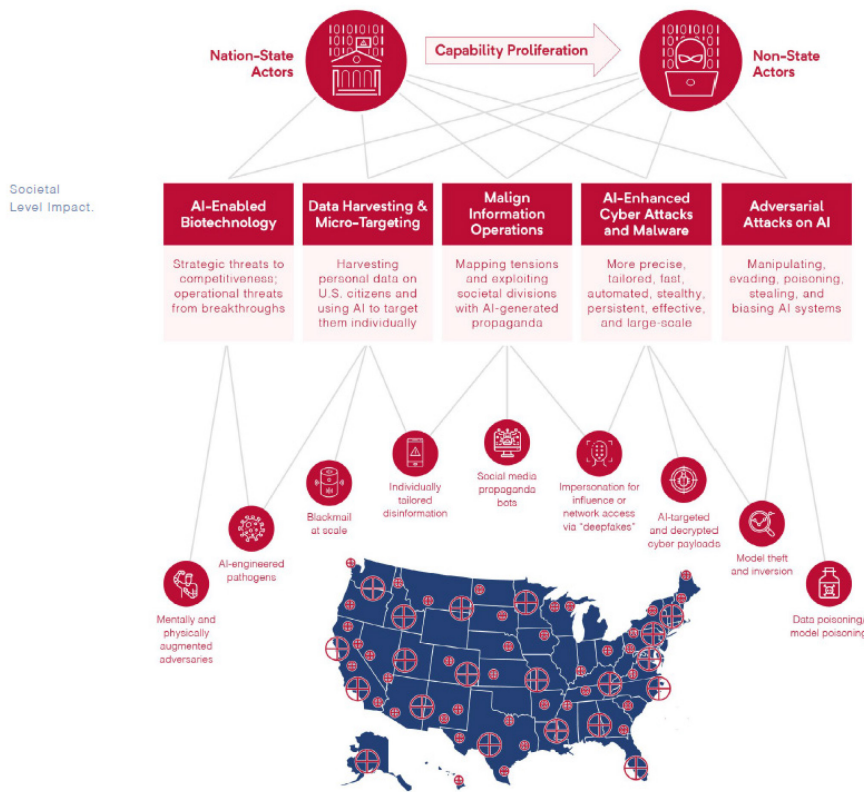 Nation-State
Actors
Capability Proliferation
Non-State
Actors
Societal
Level Impact.
AI-Enabled
Biotechnology
Strategic threats to
competitiveness;
operational threats
from breakthroughs
Data Harvesting &
Micro-Targeting
Harvesting
personal data on
U.S. citizens and
using AI to target
them individually
Malign
Information
Operations
Mapping tensions
and exploiting
societal divisions
with AI-generated
propaganda
AI-Enhanced
Cyber Attacks
and Malware
More precise,
tailored, fast,
automated, stealthy,
persistent, effective,
and large-scale
Adversarial
Attacks on AI
Manipulating,
evading, poisoning,
stealing, and
biasing AI systems
Mentally and
physically
augmented
adversaries
AI-engineered
pathogens
Blackmail
at scale
Individually
tailored
disinformation
Social media
propaganda
bots
Impersonation for
influence or
network access
via "deepfakes"
AI-targeted
and decrypted
cyber payloads
Model theft
and inversion
Data poisoning/
model poisoning